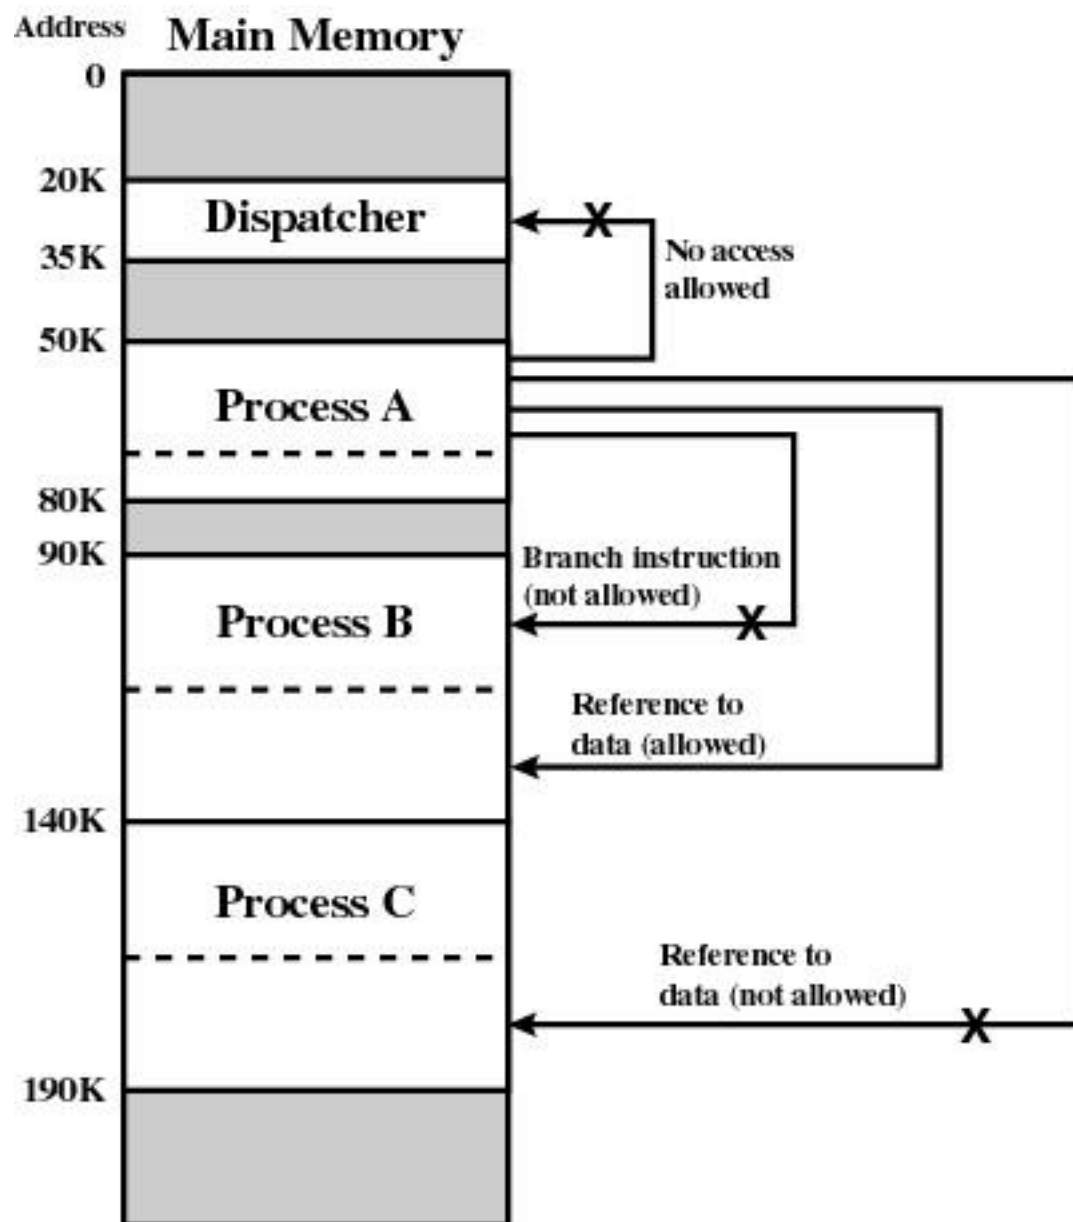 Address
Main Memory
0
20K
Dispatcher
35K
No access
allowed
50K
Process A
80K
90K
Branch instruction
(not allowed)
Process B
Reference to
data (allowed)
140K
Process C
Reference to
data (not allowed)
190K
X
X
X